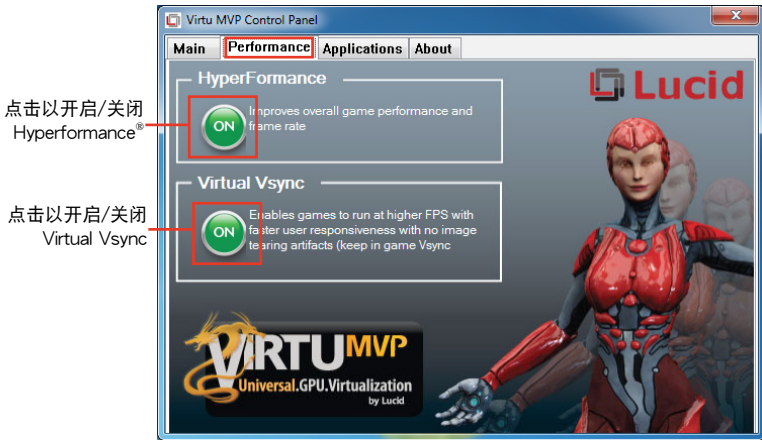 Virtu MVP Control Panel
Main Performance Applications About
HyperFormance
ON
Improves overall game performance and
frame rate
点击以开启/关闭
Hyperformance®
Virtual Vsync
ON
Enables games to run at higher FPS with
faster user responsiveness with no image
tearing artifacts (keep in game Vsync
点击以开启/关闭
Virtual Vsync
Lucid
VIRTU MVP
Universal.GPU.Virtualization
by Lucid